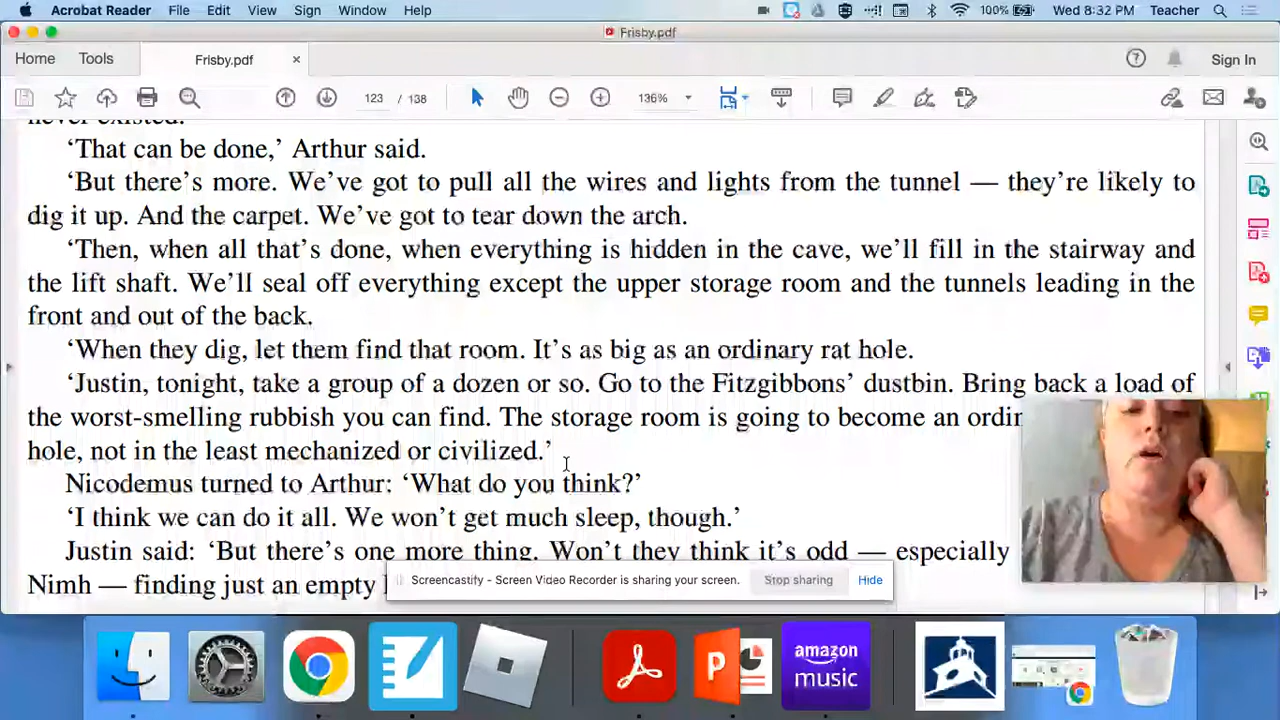 Acrobat Reader File Edit View Sign Window Help 100% Wed 8:32 PM Teacher
Frisby.pdf
Home Tools Frisby.pdf × Sign In
123 / 138 136%
never existed.
‘That can be done,’ Arthur said.
‘But there’s more. We’ve got to pull all the wires and lights from the tunnel — they’re likely to
dig it up. And the carpet. We’ve got to tear down the arch.
‘Then, when all that’s done, when everything is hidden in the cave, we’ll fill in the stairway and
the lift shaft. We’ll seal off everything except the upper storage room and the tunnels leading in the
front and out of the back.
‘When they dig, let them find that room. It’s as big as an ordinary rat hole.
‘Justin, tonight, take a group of a dozen or so. Go to the Fitzgibbons’ dustbin. Bring back a load of
the worst-smelling rubbish you can find. The storage room is going to become an ordin
hole, not in the least mechanized or civilized.’
Nicodemus turned to Arthur: ‘What do you think?’
‘I think we can do it all. We won’t get much sleep, though.’
Justin said: ‘But there’s one more thing. Won’t they think it’s odd — especially
Nimh — finding just an empty
Screencastify - Screen Video Recorder is sharing your screen. Stop sharing Hide
P
amazon
music